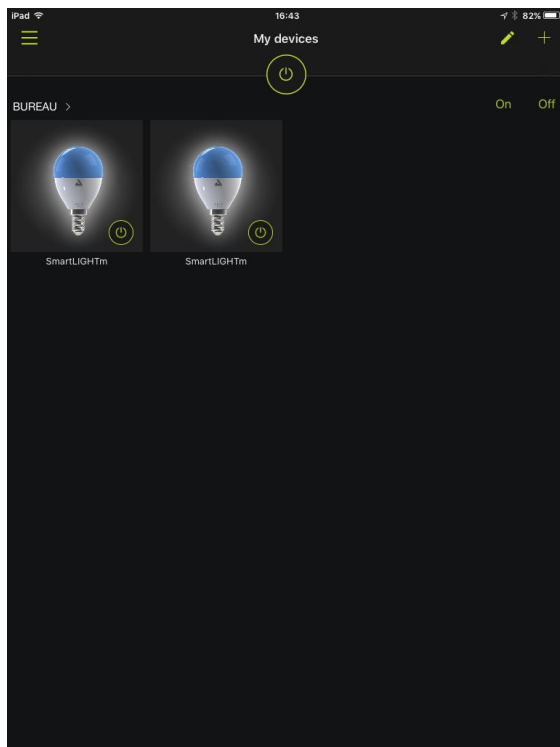 iPad 16:43 82%
My devices
BUREAU > On Off
SmartLIGHTm SmartLIGHTm